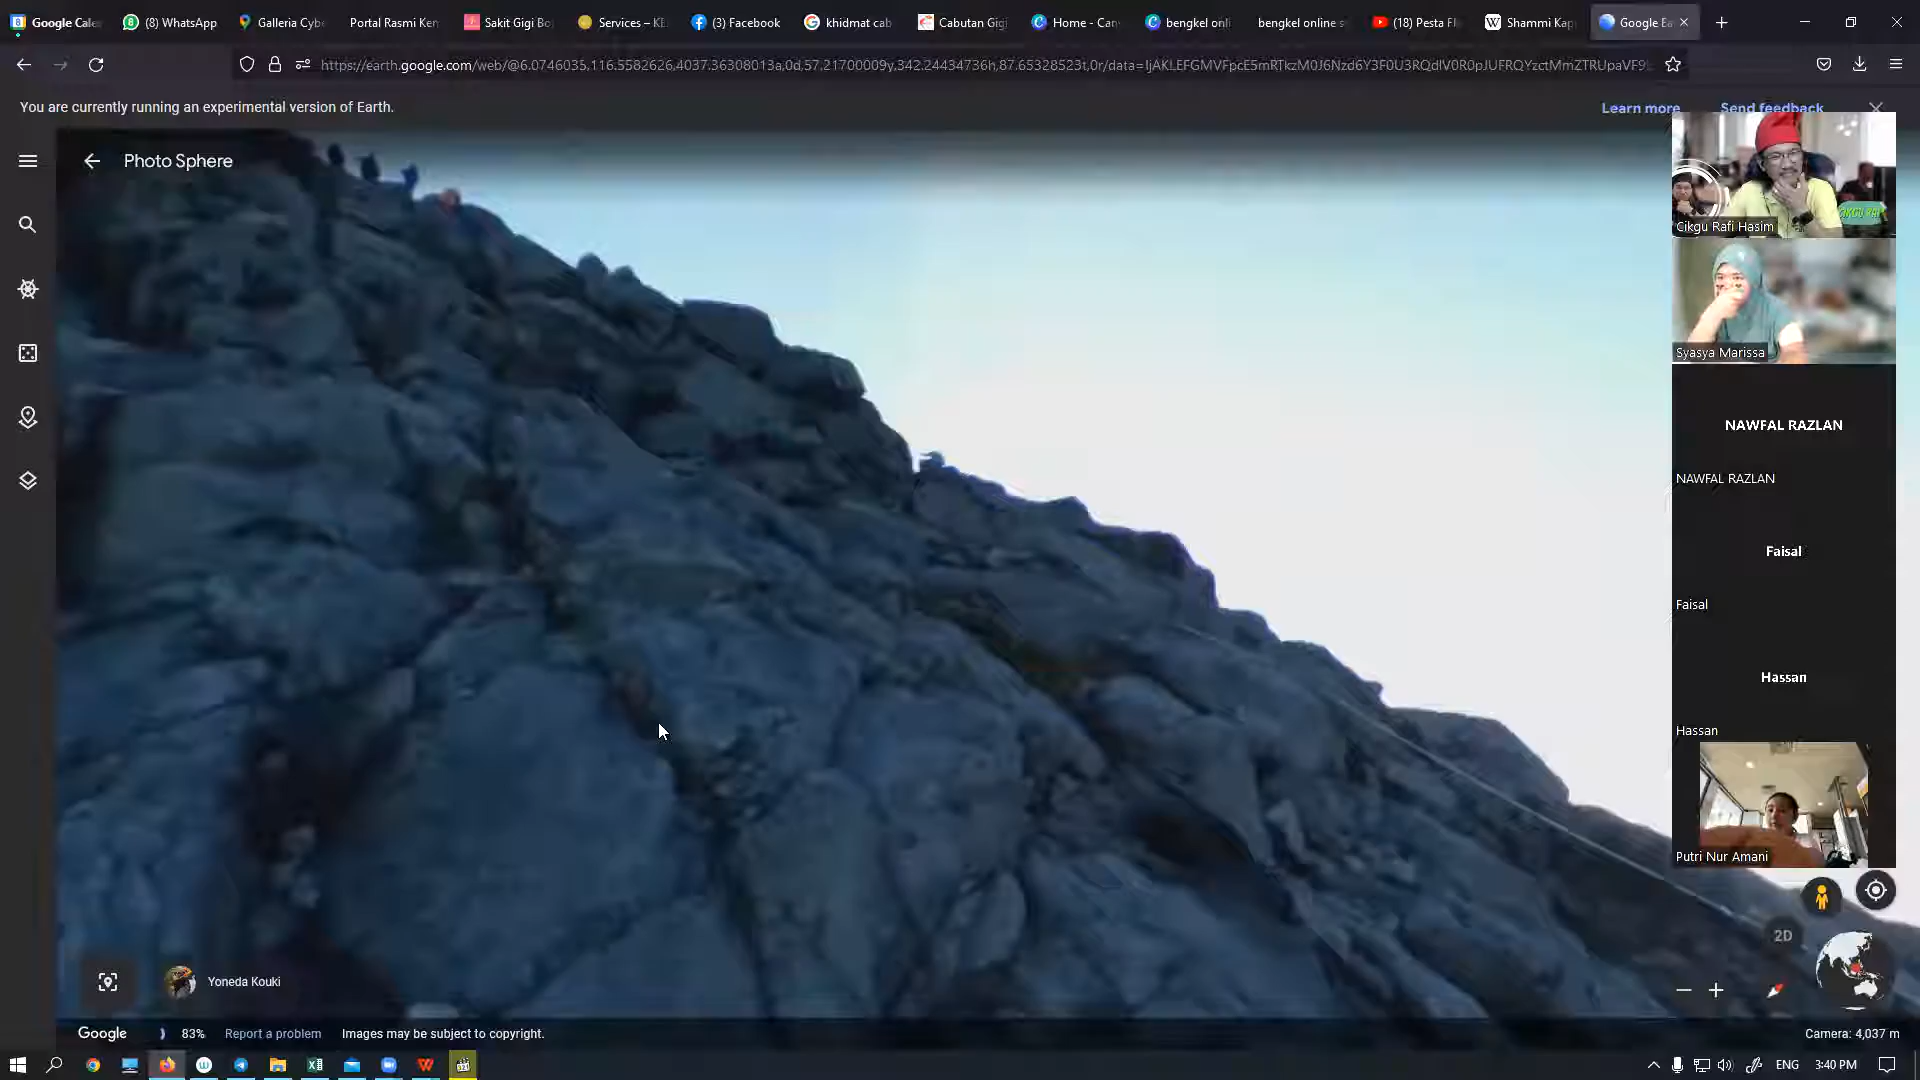 Google Cale
(8) WhatsApp
Galleria Cybe
Portal Rasmi Ker
Sakit Gigi Bo
Services – KE
(3) Facebook
khidmat cab
Cabutan Gigi
Home - Can
bengkel onli
bengkel online s
(18) Pesta Fl
Shammi Kap
Google Ea
You are currently running an experimental version of Earth.
Learn more
Send feedback
Photo Sphere
Cikgu Rafi Hasim
Syasya Marissa
NAWFAL RAZLAN
NAWFAL RAZLAN
Faisal
Faisal
Hassan
Hassan
Putri Nur Amani
2D
Yoneda Kouki
Google
83%
Report a problem
Images may be subject to copyright.
Camera: 4,037 m
ENG
3:40 PM